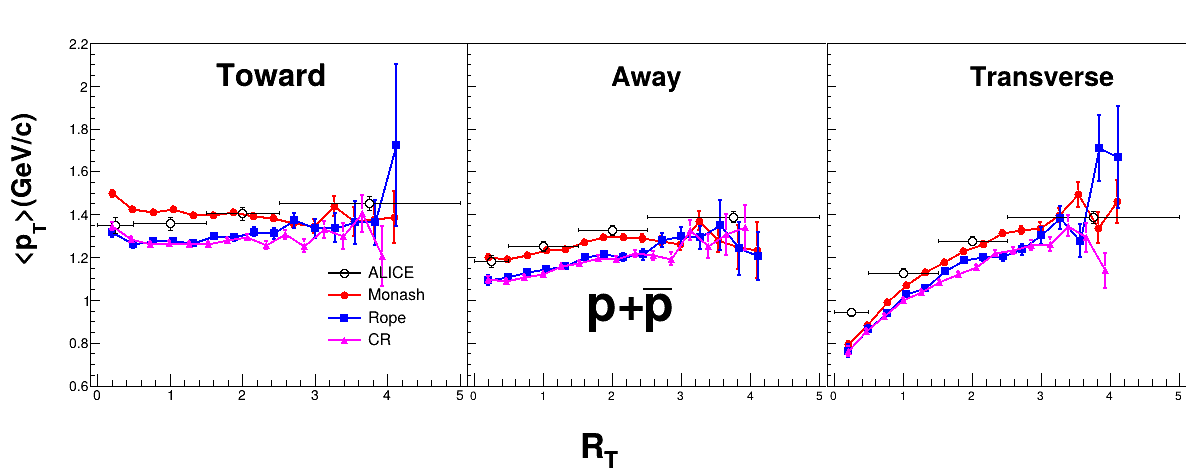 Toward
Away
Transverse
<pT>(GeV/c)
2.2
2
1.8
1.6
1.4
1.2
1
0.8
0.6
ALICE
Monash
Rope
CR
p+p̅
0 1 2 3 4 5
0 1 2 3 4 5
0 1 2 3 4 5
RT